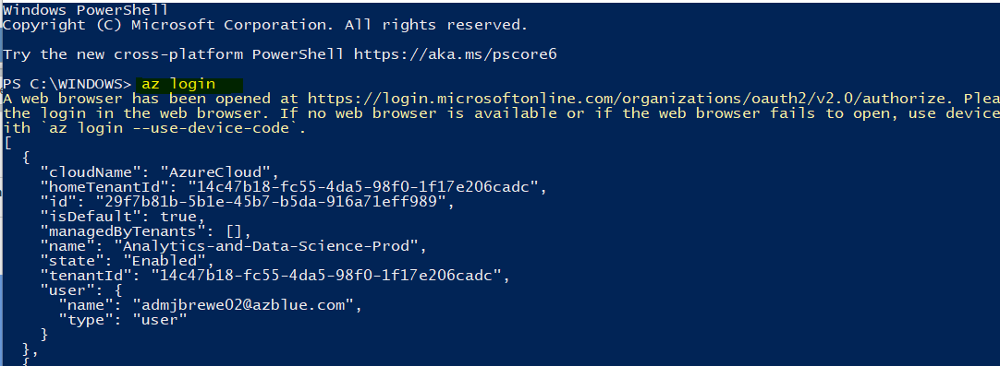 Windows PowerShell
Copyright (C) Microsoft Corporation. All rights reserved.
Try the new cross-platform PowerShell https://aka.ms/pscore6
PS C:\WINDOWS> az login
A web browser has been opened at https://login.microsoftonline.com/organizations/oauth2/v2.0/authorize. Plea
the login in the web browser. If no web browser is available or if the web browser fails to open, use device
ith `az login --use-device-code`.
[
  {
    "cloudName": "AzureCloud",
    "homeTenantId": "14c47b18-fc55-4da5-98f0-1f17e206cadc",
    "id": "29f7b81b-5b1e-45b7-b5da-916a71eff989",
    "isDefault": true,
    "managedByTenants": [],
    "name": "Analytics-and-Data-Science-Prod",
    "state": "Enabled",
    "tenantId": "14c47b18-fc55-4da5-98f0-1f17e206cadc",
    "user": {
      "name": "admjbrewe02@azblue.com",
      "type": "user"
    }
  },
  {